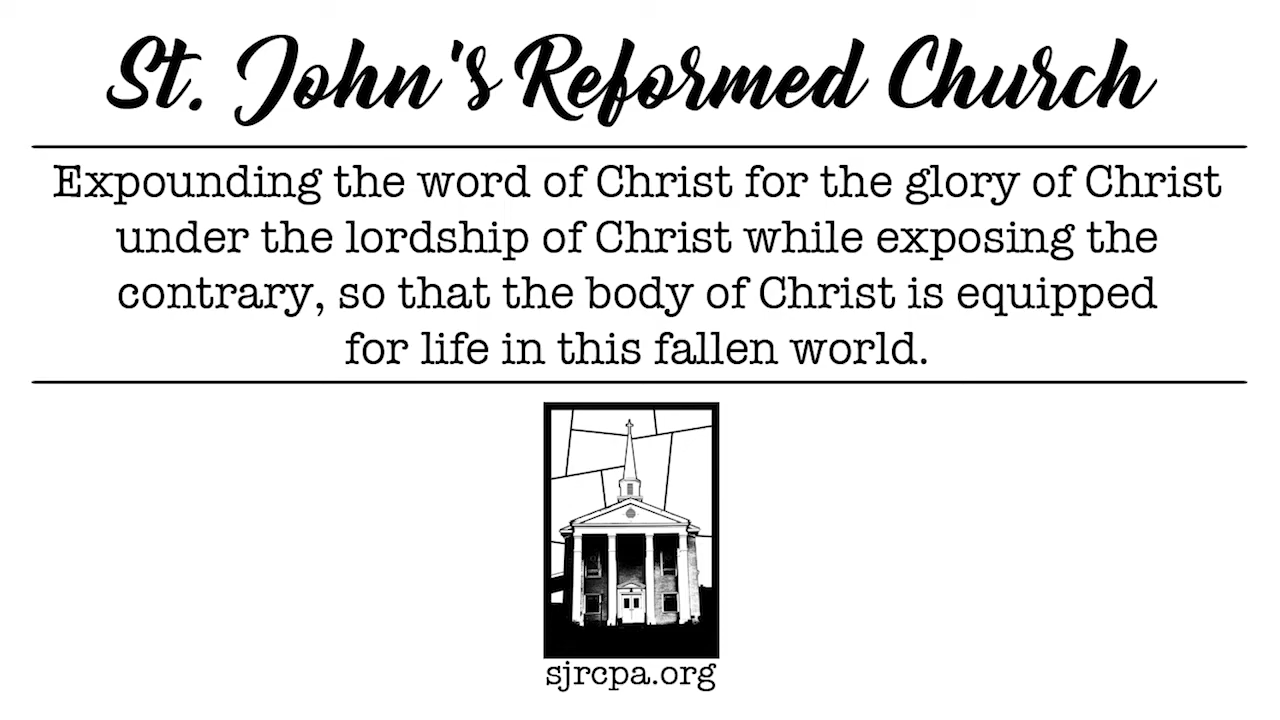 St. John's Reformed Church
Expounding the word of Christ for the glory of Christ
under the lordship of Christ while exposing the
contrary, so that the body of Christ is equipped
for life in this fallen world.
sjrcpa.org